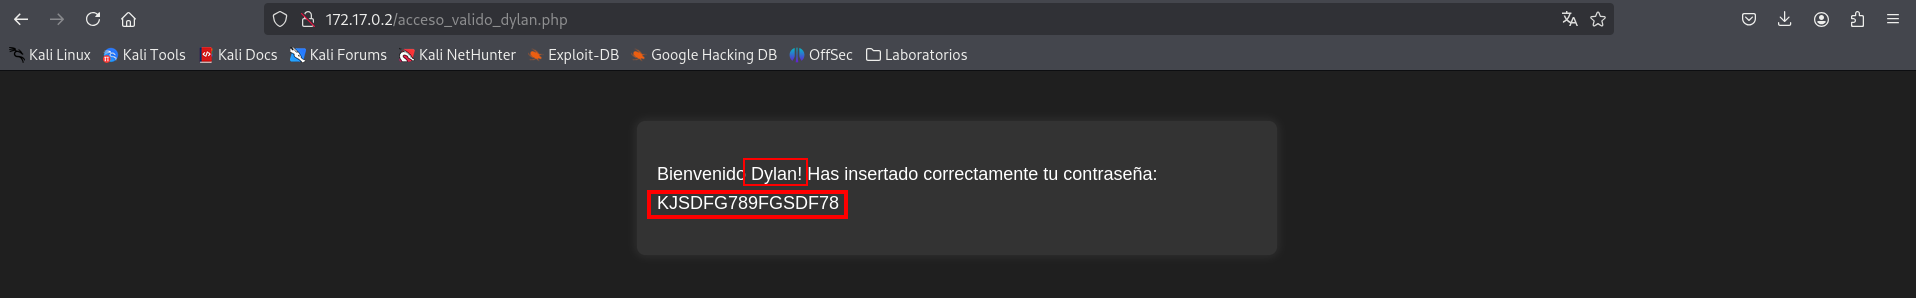 172.17.0.2/acceso_valido_dylan.php
Kali Linux Kali Tools Kali Docs Kali Forums Kali NetHunter Exploit-DB Google Hacking DB OffSec Laboratorios
Bienvenido Dylan! Has insertado correctamente tu contraseña:
KJSDFG789FGSDF78